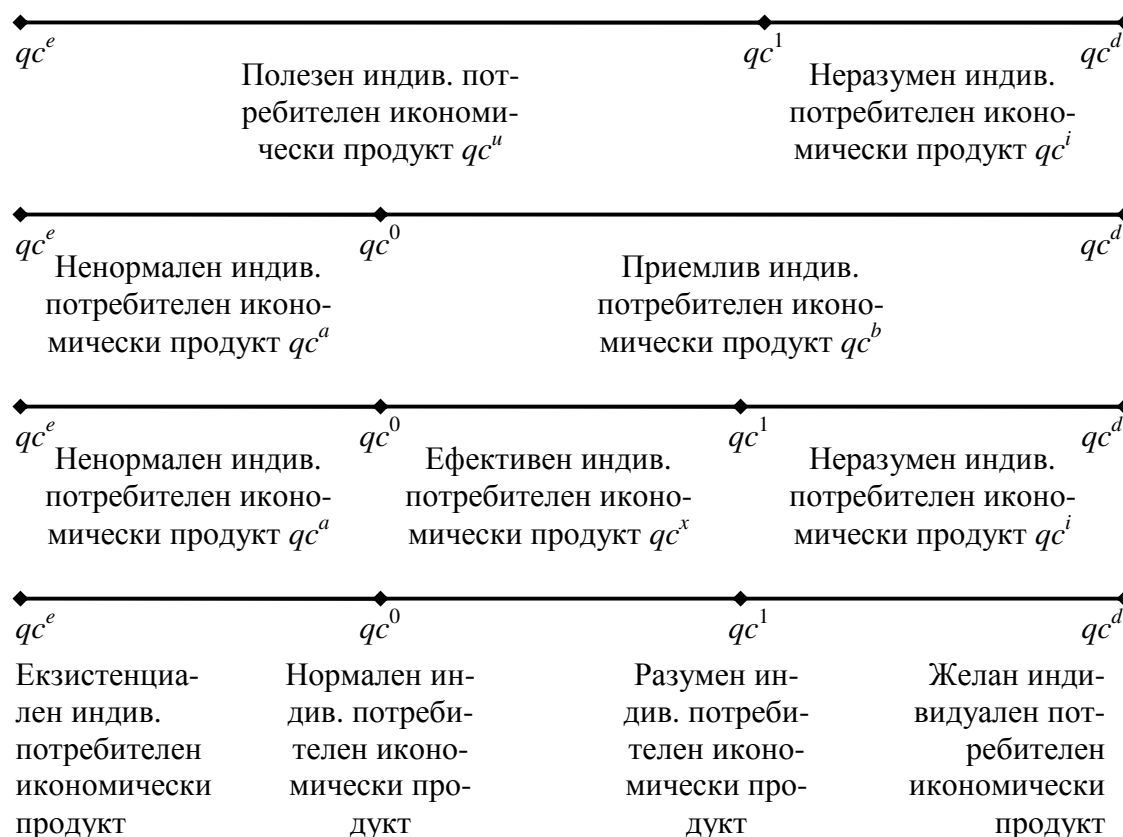 qc^e qc^1 qc^d
Полезен индив. пот- Неразумен индив.
ребителен икономи- потребителен иконо-
чески продукт qc^u мически продукт qc^i
qc^e qc^0 qc^d
Ненормален индив. Приемлив индив.
потребителен иконо- потребителен иконо-
мически продукт qc^a мически продукт qc^b
qc^e qc^0 qc^1 qc^d
Ненормален индив. Ефективен индив. Неразумен индив.
потребителен иконо- потребителен иконо- потребителен иконо-
мически продукт qc^a мически продукт qc^x мически продукт qc^i
qc^e qc^0 qc^1 qc^d
Екзистенциа- Нормален ин- Разумен ин- Желан инди-
лен индив. див. потреби- див. потреби- видуален пот-
потребителен телен иконо- телен иконо- ребителен
икономически мически про- мически про- икономически
продукт дукт дукт продукт